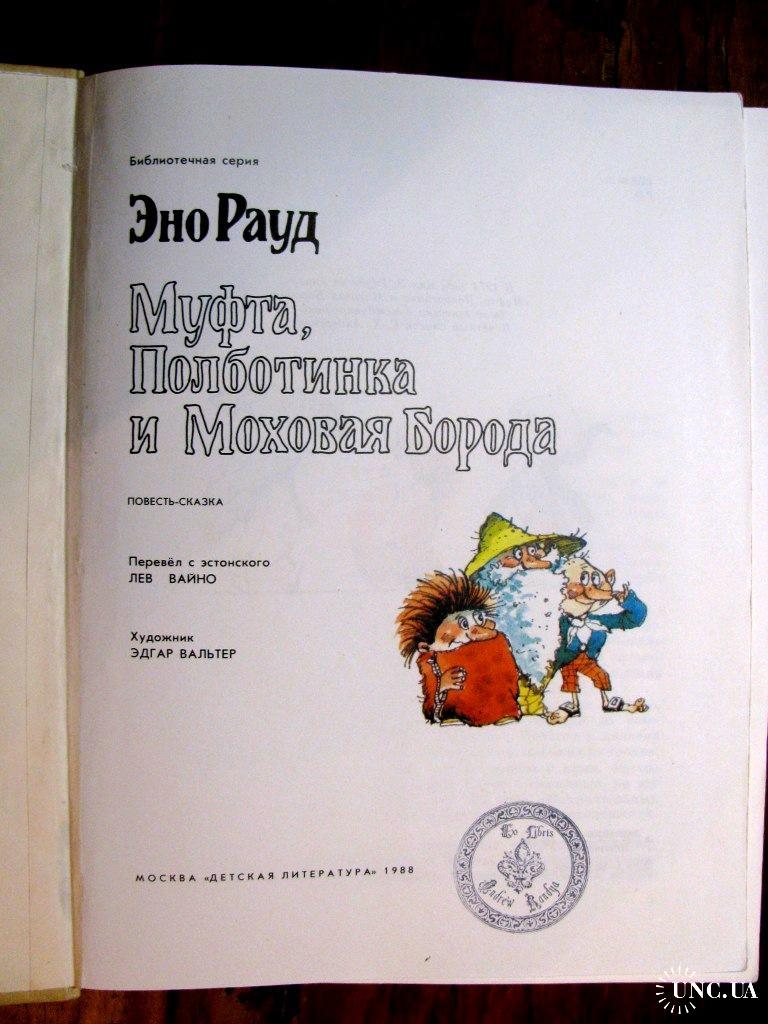 Библиотечная серия
Эно Рауд
Муфта,
Полботинка
и Моховая Борода
ПОВЕСТЬ-СКАЗКА
Перевёл с эстонского
ЛЕВ ВАЙНО
Художник
ЭДГАР ВАЛЬТЕР
МОСКВА «ДЕТСКАЯ ЛИТЕРАТУРА» 1988
Ex Libris
Andrew
UNC.UA